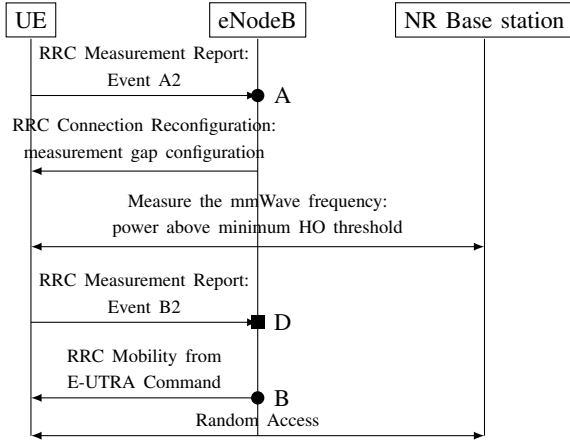 UE
eNodeB
NR Base station
RRC Measurement Report:
Event A2
A
RRC Connection Reconfiguration:
measurement gap configuration
Measure the mmWave frequency:
power above minimum HO threshold
RRC Measurement Report:
Event B2
D
RRC Mobility from
E-UTRA Command
B
Random Access